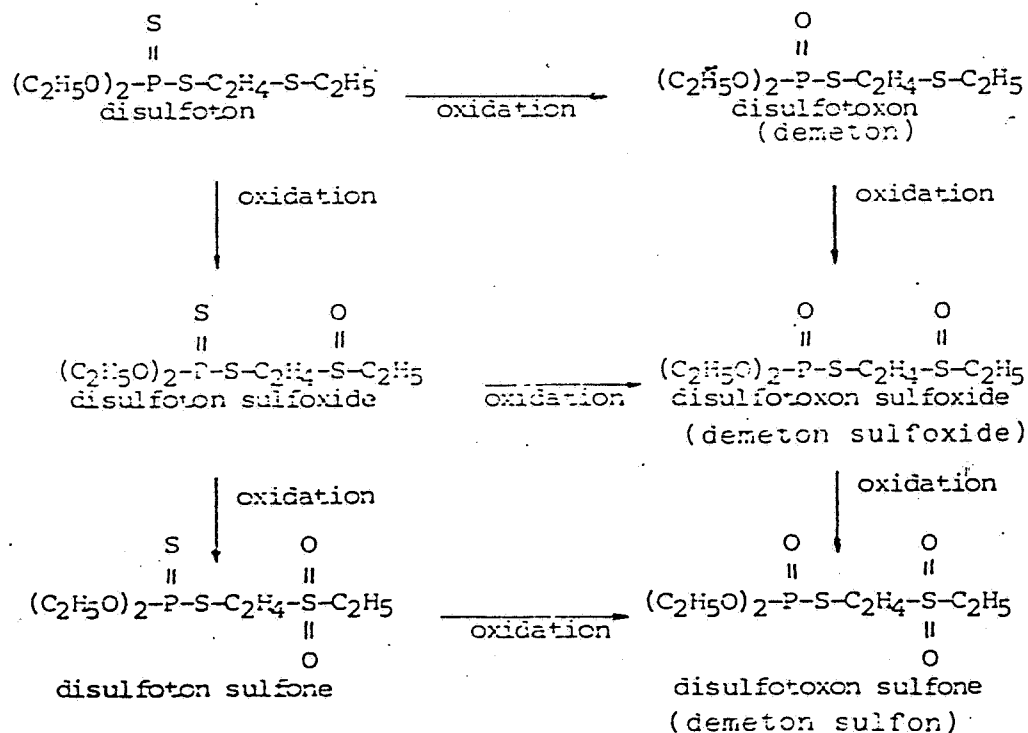 S O
|| ||
(C2H5O)2-P-S-C2H4-S-C2H5 (C2H5O)2-P-S-C2H4-S-C2H5
disulfoton oxidation disulfotoxon
(demeton)
oxidation oxidation
S O O O
|| || || ||
(C2H5O)2-P-S-C2H4-S-C2H5 (C2H5O)2-P-S-C2H4-S-C2H5
disulfoton sulfoxide oxidation disulfotoxon sulfoxide
(demeton sulfoxide)
oxidation oxidation
S O O O
|| || || ||
(C2H5O)2-P-S-C2H4-S-C2H5 (C2H5O)2-P-S-C2H4-S-C2H5
|| oxidation ||
O O
disulfoton sulfone disulfotoxon sulfone
(demeton sulfon)